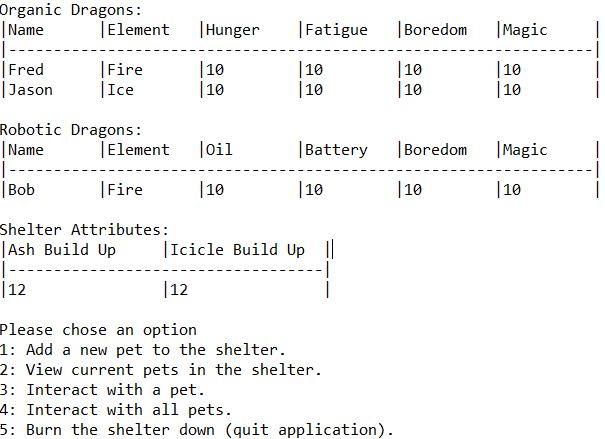 Organic Dragons:
|Name      |Element   |Hunger    |Fatigue   |Boredom   |Magic     |
|-----------------------------------------------------------------|
|Fred      |Fire      |10        |10        |10        |10        |
|Jason     |Ice       |10        |10        |10        |10        |
Robotic Dragons:
|Name      |Element   |Oil       |Battery   |Boredom   |Magic     |
|-----------------------------------------------------------------|
|Bob       |Fire      |10        |10        |10        |10        |
Shelter Attributes:
|Ash Build Up     |Icicle Build Up  ||
|-----------------------------------|
|12               |12               |
Please chose an option
1: Add a new pet to the shelter.
2: View current pets in the shelter.
3: Interact with a pet.
4: Interact with all pets.
5: Burn the shelter down (quit application).